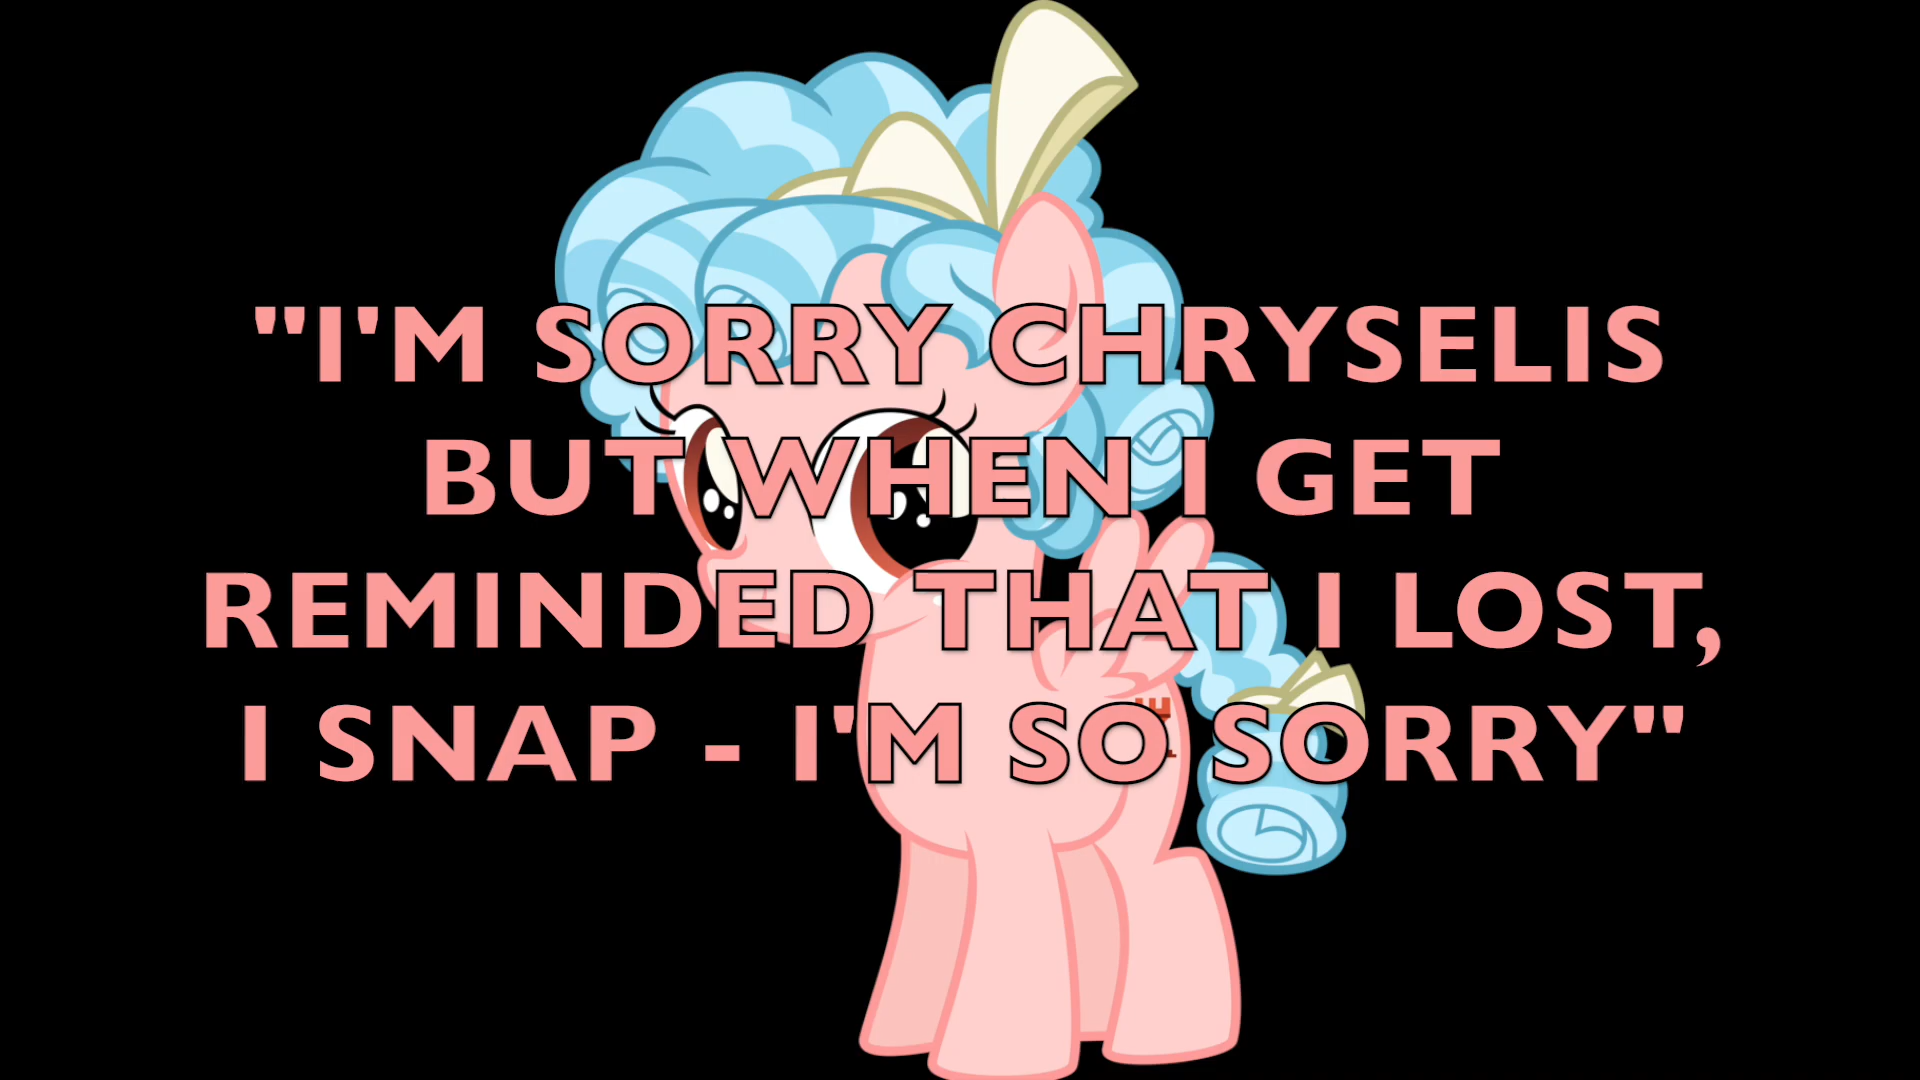 "I'M SORRY CHRYSELIS
BUT WHEN I GET
REMINDED THAT I LOST,
I SNAP - I'M SO SORRY"